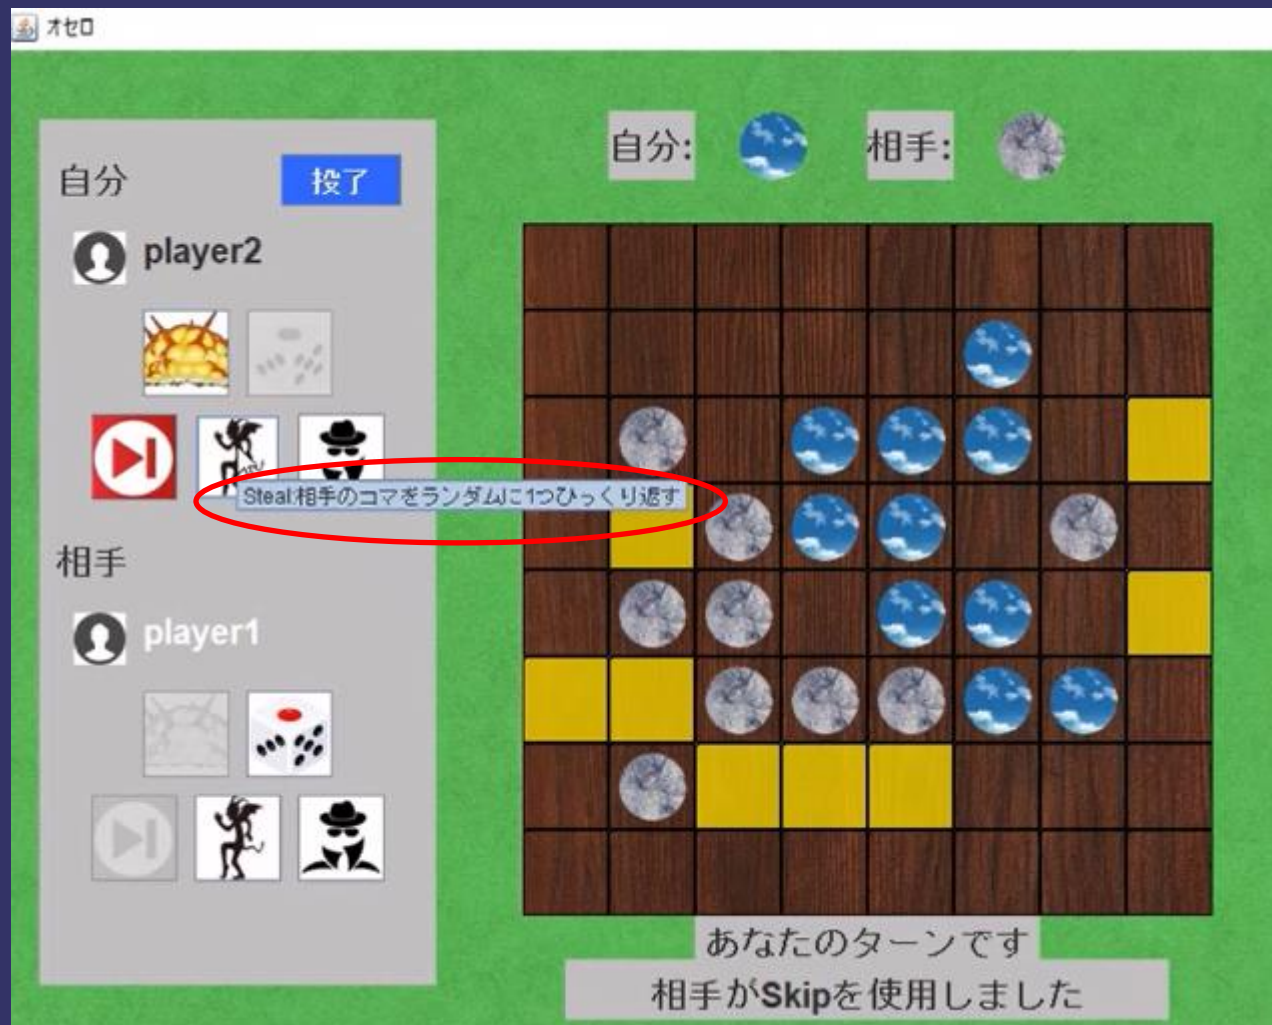 オセロ
自分: 相手:
自分 投了
player2
Steal:相手のコマをランダムに1つひっくり返す
相手
player1
あなたのターンです
相手がSkipを使用しました